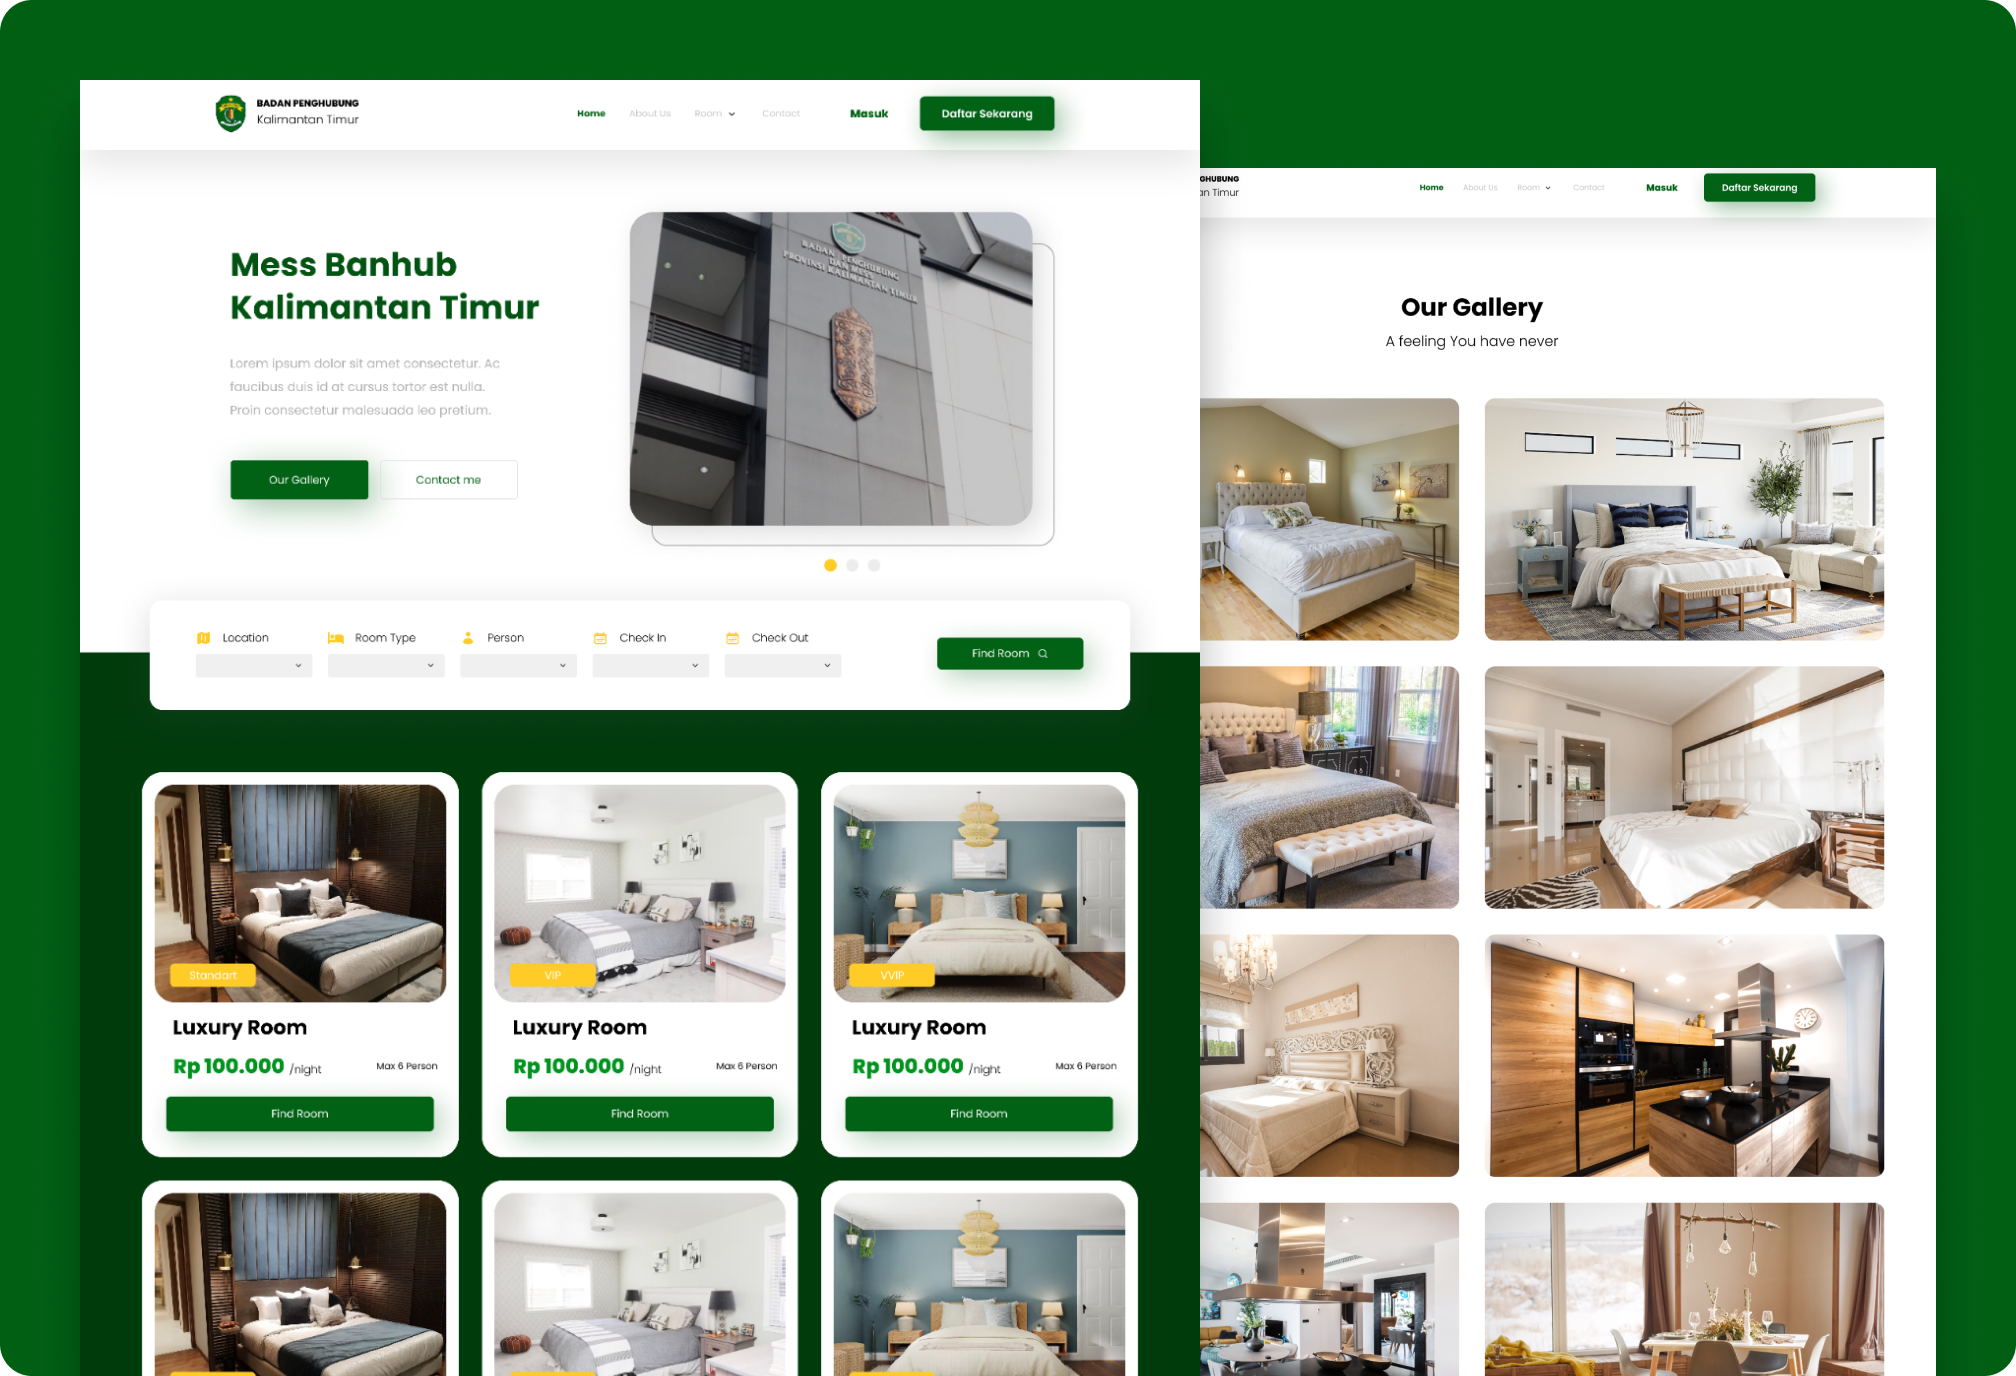 BADAN PENGHUBUNG
Kalimantan Timur
Home About Us Room Contact Masuk Daftar Sekarang
Mess Banhub
Kalimantan Timur
Lorem ipsum dolor sit amet consectetur. Ac
faucibus duis id at cursus tortor est nulla.
Proin consectetur malesuada leo pretium.
Our Gallery Contact me
BADAN PENGHUBUNG
DAN MESS
PROVINSI KALIMANTAN TIMUR
Location Room Type Person Check In Check Out
Find Room
Standart
Luxury Room
Rp 100.000 /night Max 6 Person
Find Room
VIP
Luxury Room
Rp 100.000 /night Max 6 Person
Find Room
VVIP
Luxury Room
Rp 100.000 /night Max 6 Person
Find Room
GHUBUNG
an Timur
Home About Us Room Contact Masuk Daftar Sekarang
Our Gallery
A feeling You have never